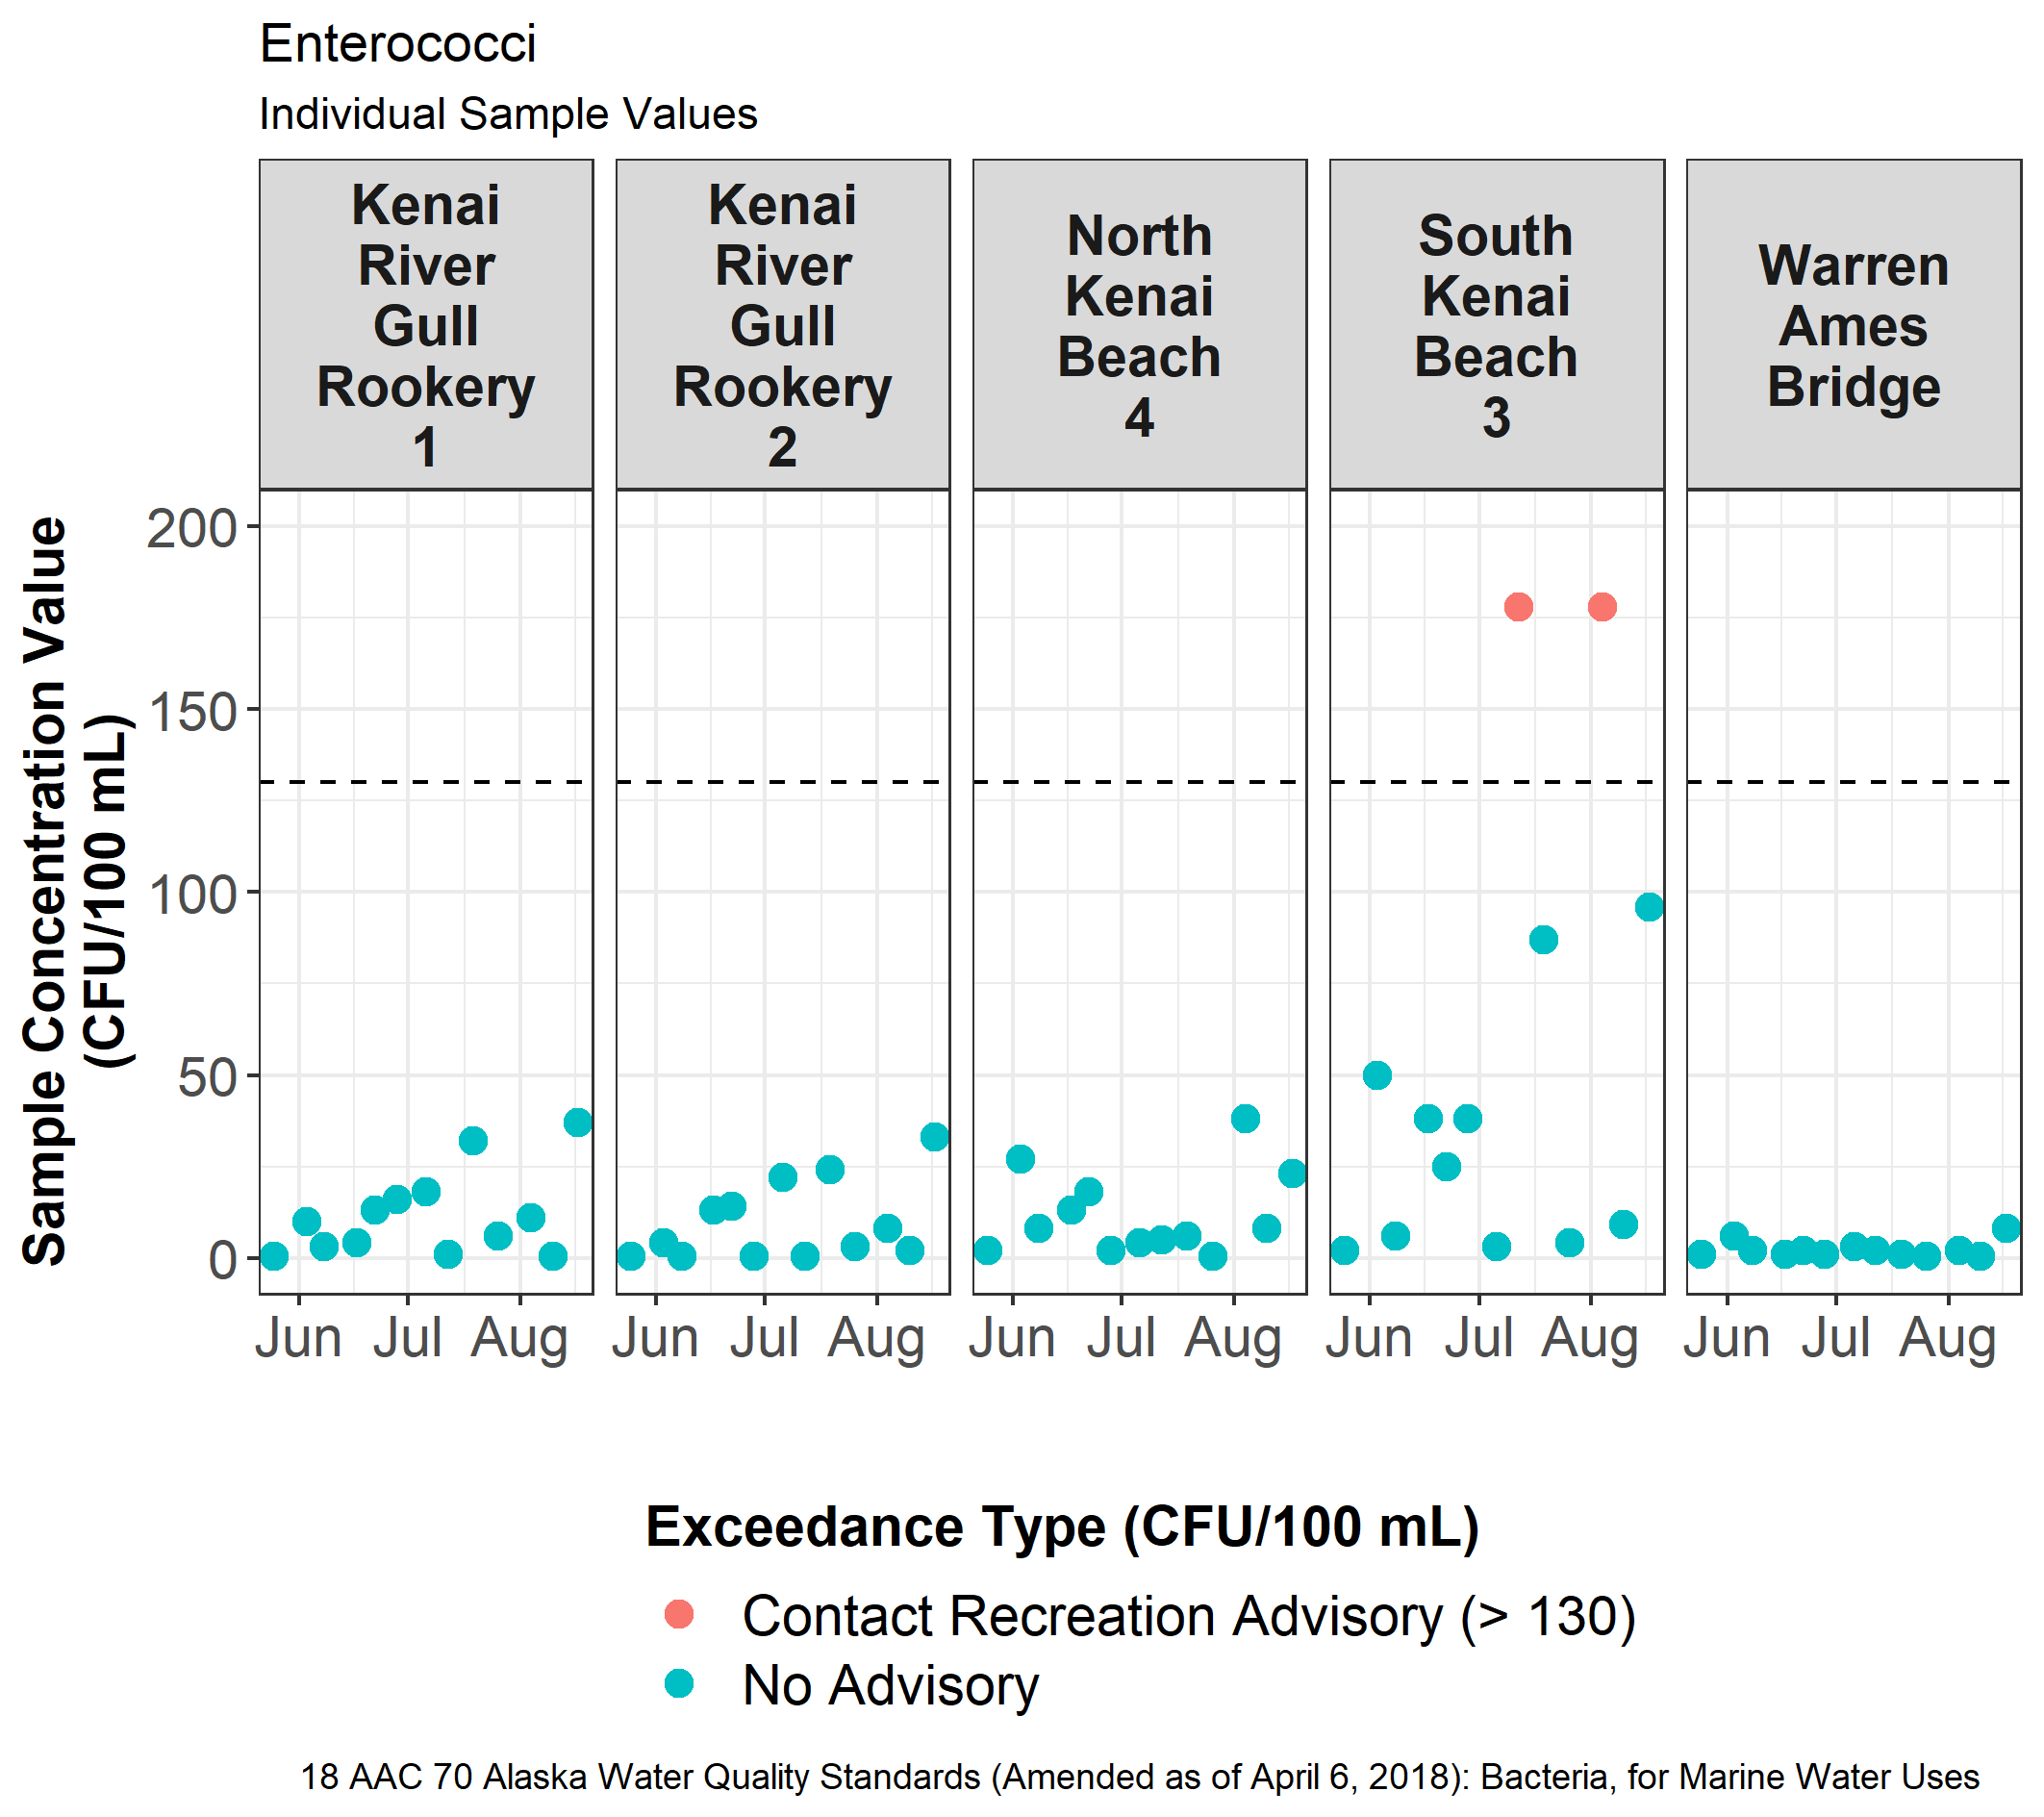 Enterococci
Individual Sample Values
Kenai
River
Gull
Rookery
1
Kenai
River
Gull
Rookery
2
North
Kenai
Beach
4
South
Kenai
Beach
3
Warren
Ames
Bridge
Sample Concentration Value
(CFU/100 mL)
200
150
100
50
0
Jun Jul Aug
Jun Jul Aug
Jun Jul Aug
Jun Jul Aug
Jun Jul Aug
Exceedance Type (CFU/100 mL)
Contact Recreation Advisory (> 130)
No Advisory
18 AAC 70 Alaska Water Quality Standards (Amended as of April 6, 2018): Bacteria, for Marine Water Uses